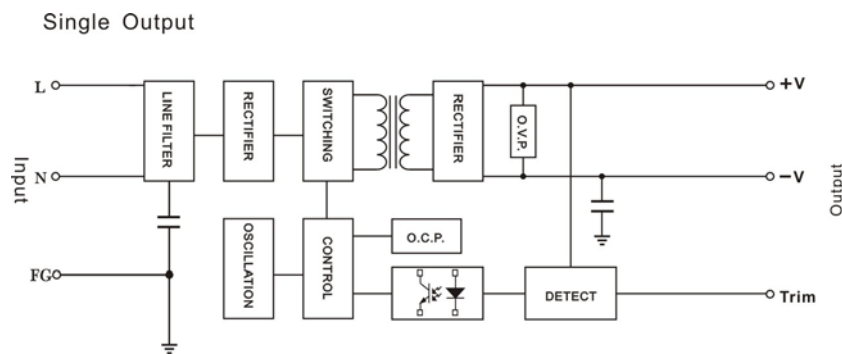 Single Output
L
LINE FILTER
RECTIFIER
SWITCHING
RECTIFIER
O.V.P.
+V
Input
N
−V
Output
OSCILLATION
CONTROL
O.C.P.
FG
DETECT
Trim